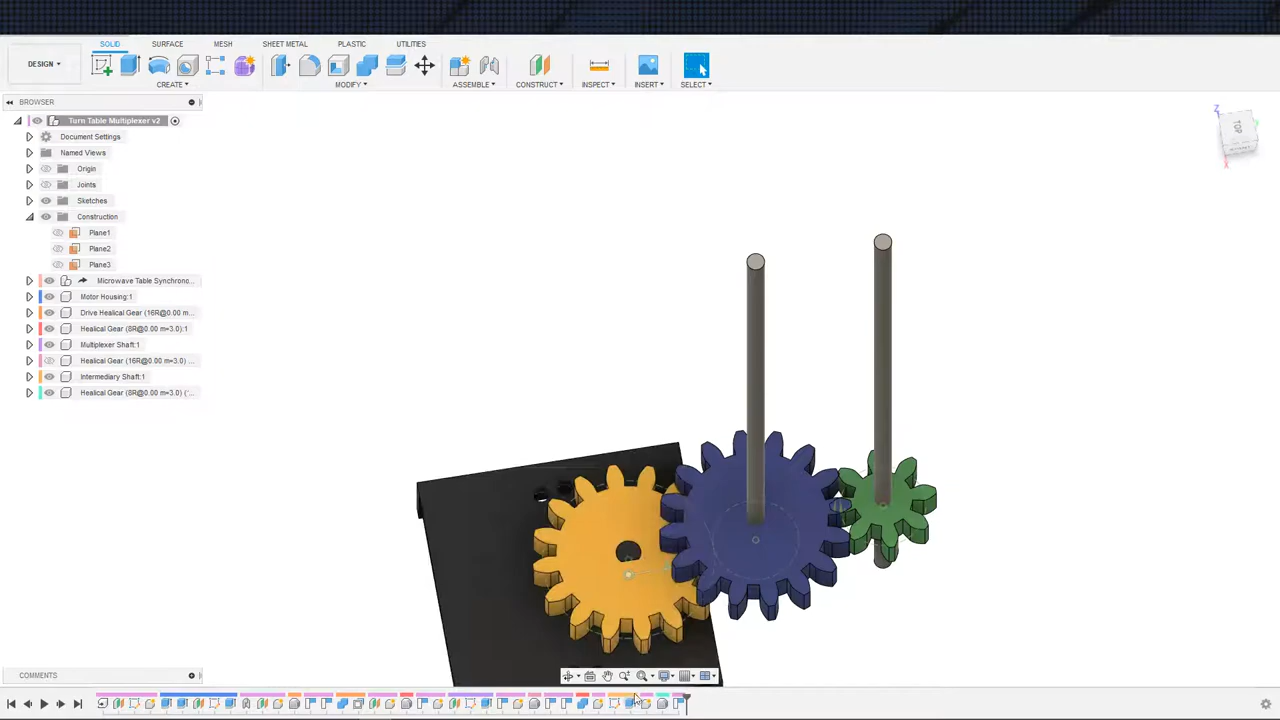 SOLID SURFACE MESH SHEET METAL PLASTIC UTILITIES
DESIGN
CREATE MODIFY ASSEMBLE CONSTRUCT INSPECT INSERT SELECT
BROWSER
Turn Table Multiplexer v2
Document Settings
Named Views
Origin
Joints
Sketches
Construction
Plane1
Plane2
Plane3
Microwave Table Synchrono...
Motor Housing:1
Drive Healical Gear (16R@0.00 m...
Healical Gear (8R@0.00 m=3.0):1
Multiplexer Shaft:1
Healical Gear (16R@0.00 m=3.0) ...
Intermediary Shaft:1
Healical Gear (8R@0.00 m=3.0) ('...
Z
TOP
COMMENTS